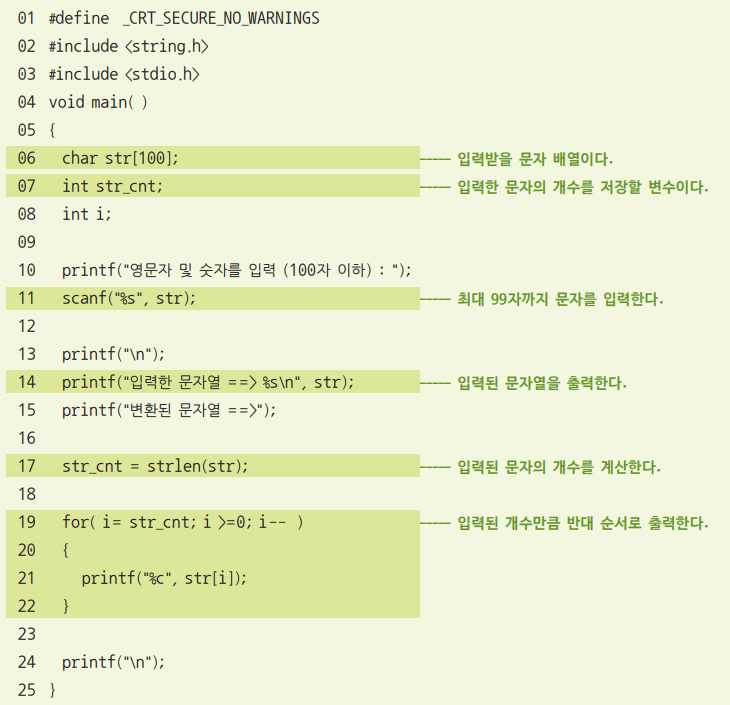 01 #define _CRT_SECURE_NO_WARNINGS
02 #include <string.h>
03 #include <stdio.h>
04 void main( )
05 {
06 char str[100]; 입력받을 문자 배열이다.
07 int str_cnt; 입력한 문자의 개수를 저장할 변수이다.
08 int i;
09
10 printf("영문자 및 숫자를 입력 (100자 이하) : ");
11 scanf("%s", str); 최대 99자까지 문자를 입력한다.
12
13 printf("\n");
14 printf("입력한 문자열 ==> %s\n", str); 입력된 문자열을 출력한다.
15 printf("변환된 문자열 ==>");
16
17 str_cnt = strlen(str); 입력된 문자의 개수를 계산한다.
18
19 for( i= str_cnt; i >=0; i-- ) 입력된 개수만큼 반대 순서로 출력한다.
20 {
21 printf("%c", str[i]);
22 }
23
24 printf("\n");
25 }